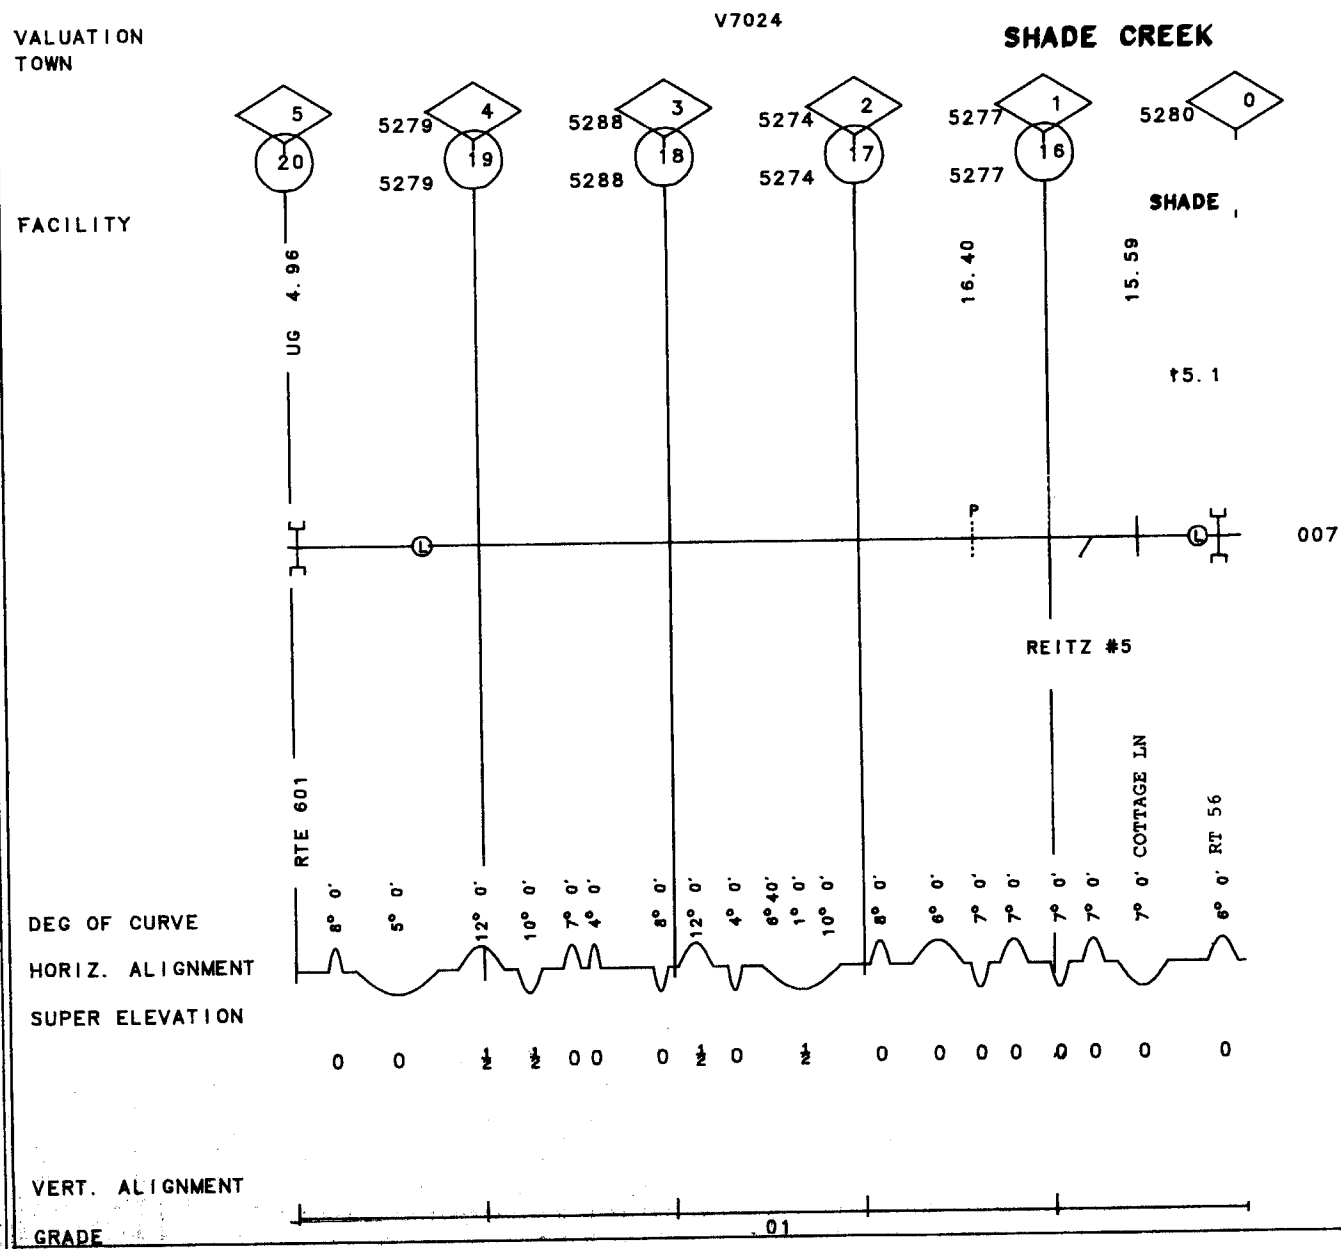 V7024
VALUATION
TOWN
SHADE CREEK
5 4 3 2 1 0
5279 5288 5274 5277 5280
20 19 18 17 16
5279 5288 5274 5277
SHADE
FACILITY
UG 4.96
16.40
15.59
15.1
P
L
L
007
REITZ #5
RTE 601
COTTAGE LN
RT 56
DEG OF CURVE
8° 0' 5° 0' 12° 0' 10° 0' 7° 0' 4° 0' 8° 0' 12° 0' 4° 0' 6°40' 1° 0' 10° 0' 8° 0' 6° 0' 7° 0' 7° 0' 7° 0' 7° 0' 7° 0' 6° 0'
HORIZ. ALIGNMENT
SUPER ELEVATION
0 0 ½ ½ 0 0 0 ½ 0 ½ 0 0 0 0 0 0 0 0
VERT. ALIGNMENT
GRADE
.01